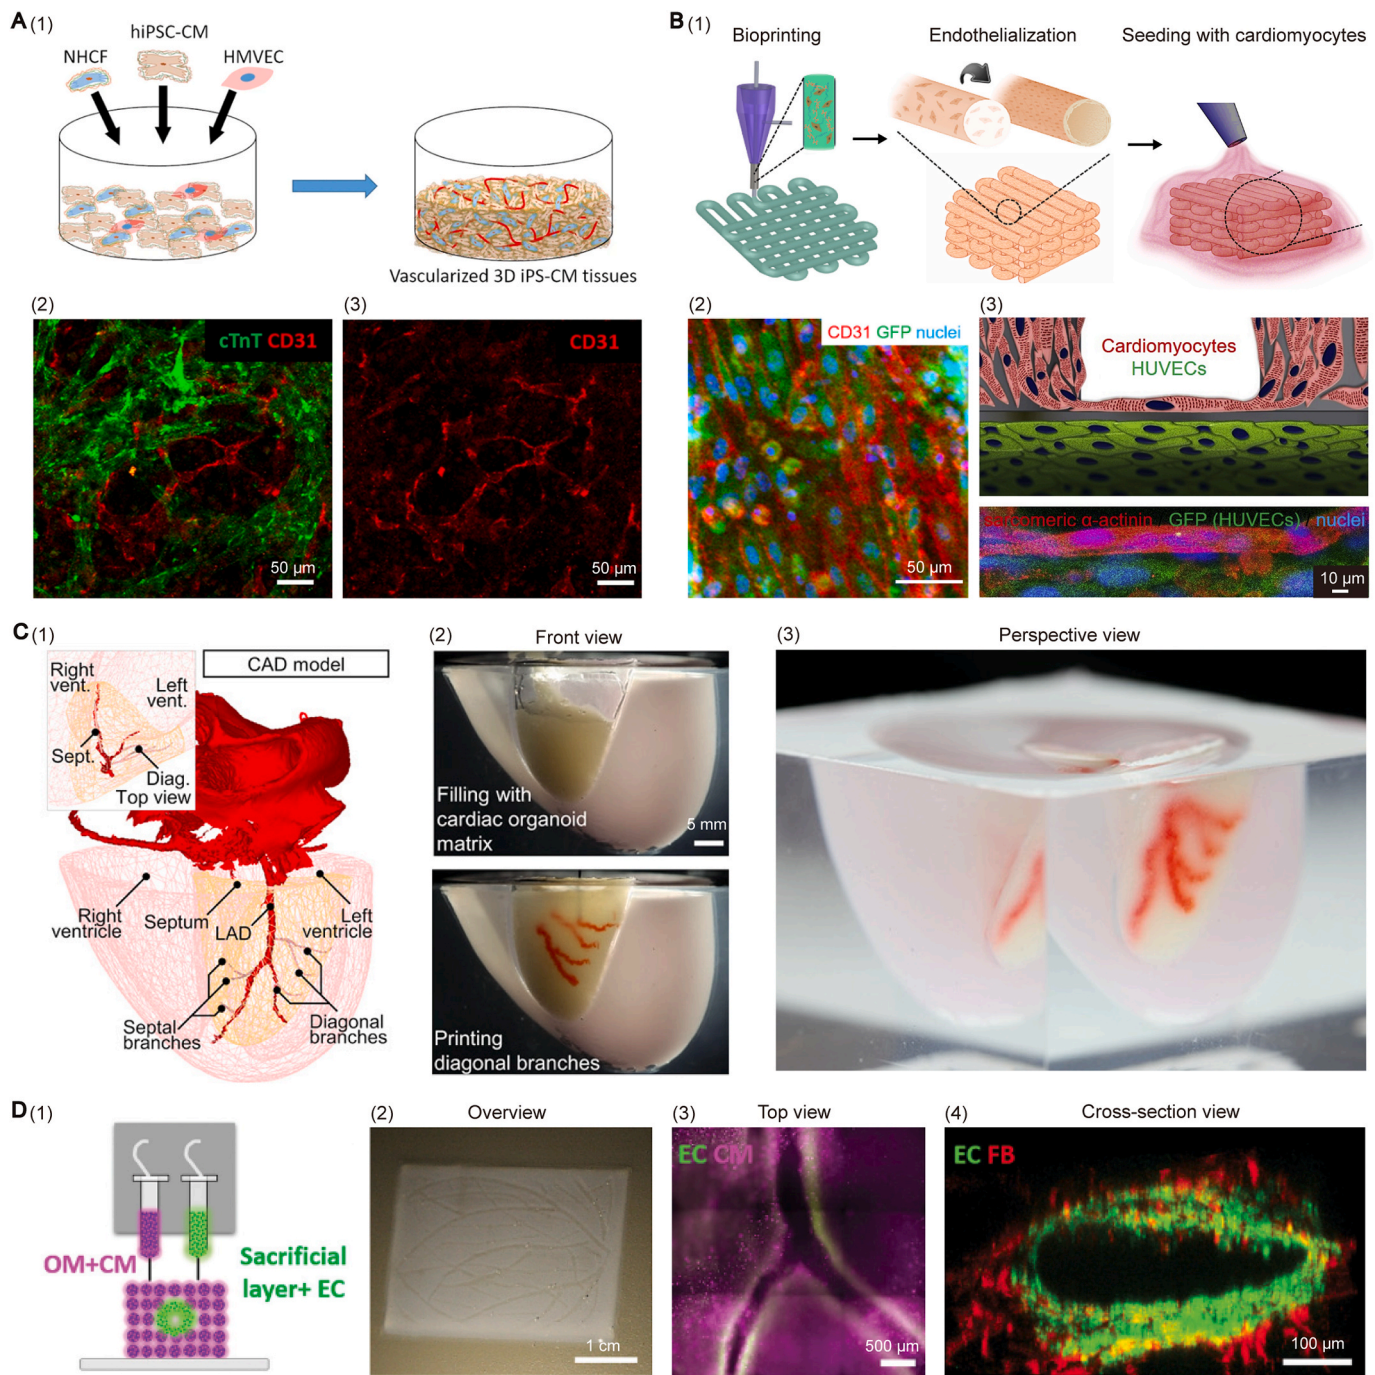 A (1)
hiPSC-CM
NHCF
HMVEC
Vascularized 3D iPS-CM tissues
(2)
cTnT CD31
50 µm
(3)
CD31
50 µm
B (1)
Bioprinting
Endothelialization
Seeding with cardiomyocytes
(2)
CD31 GFP nuclei
50 µm
(3)
Cardiomyocytes
HUVECs
sarcomeric α-actinin GFP (HUVECs) nuclei
10 µm
C (1)
CAD model
Right
vent.
Left
vent.
Sept.
Diag.
Top view
Right
ventricle
Septum
LAD
Left
ventricle
Septal
branches
Diagonal
branches
(2)
Front view
Filling with
cardiac organoid
matrix
5 mm
Printing
diagonal branches
(3)
Perspective view
D (1)
OM+CM
Sacrificial
layer+ EC
(2)
Overview
1 cm
(3)
Top view
EC CM
500 µm
(4)
Cross-section view
EC FB
100 µm